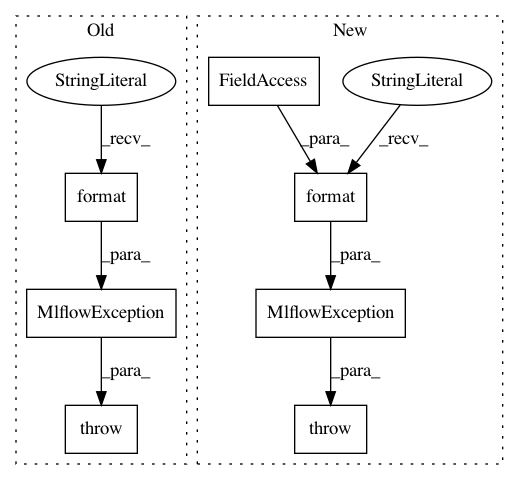 Old
New
StringLiteral
FieldAccess
StringLiteral
_recv_
_para_
_recv_
format
format
_para_
_para_
MlflowException
MlflowException
_para_
_para_
throw
throw